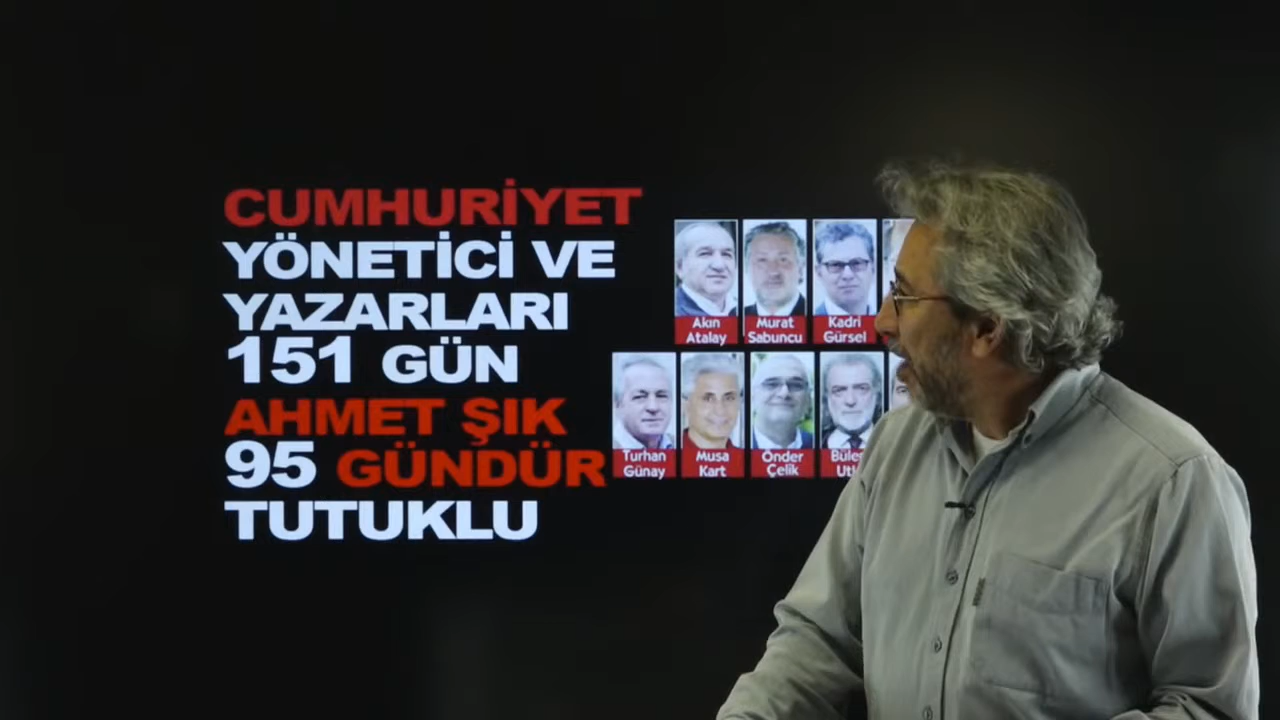 CUMHURİYET
YÖNETİCİ VE
YAZARLARI
151 GÜN
AHMET ŞIK
95 GÜNDÜR
TUTUKLU
Akın
Atalay
Murat
Sabuncu
Kadri
Gürsel
Turhan
Günay
Musa
Kart
Önder
Çelik